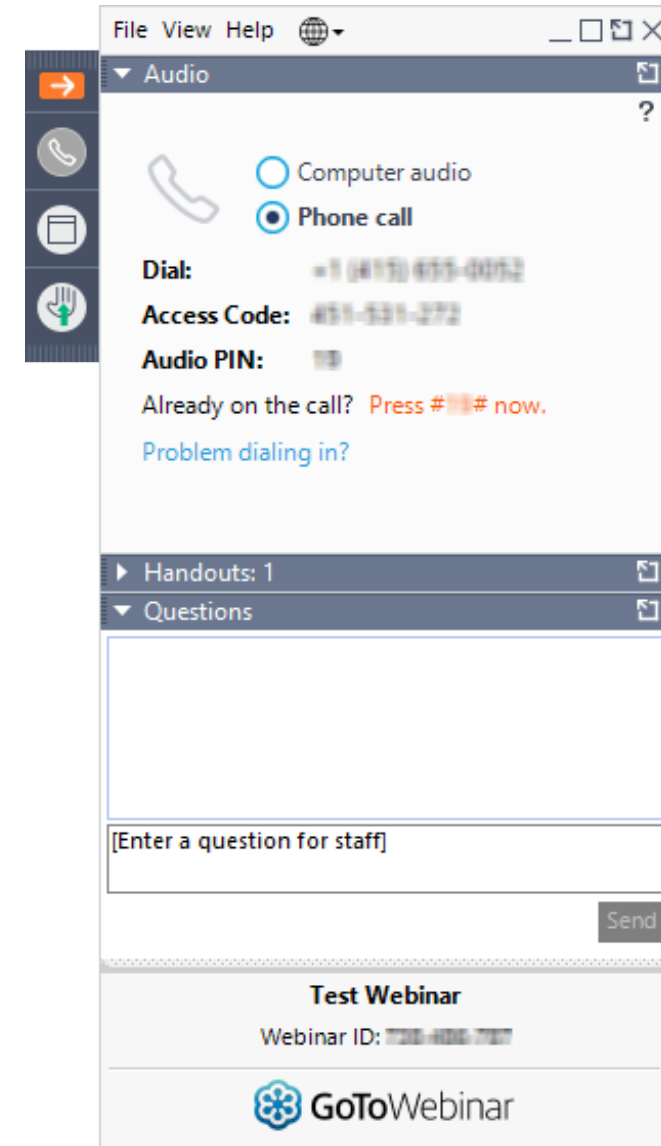 File View Help
Audio
?
Computer audio
Phone call
Dial:
Access Code:
Audio PIN:
Already on the call? Press # # now.
Problem dialing in?
Handouts: 1
Questions
[Enter a question for staff]
Send
Test Webinar
Webinar ID:
GoToWebinar